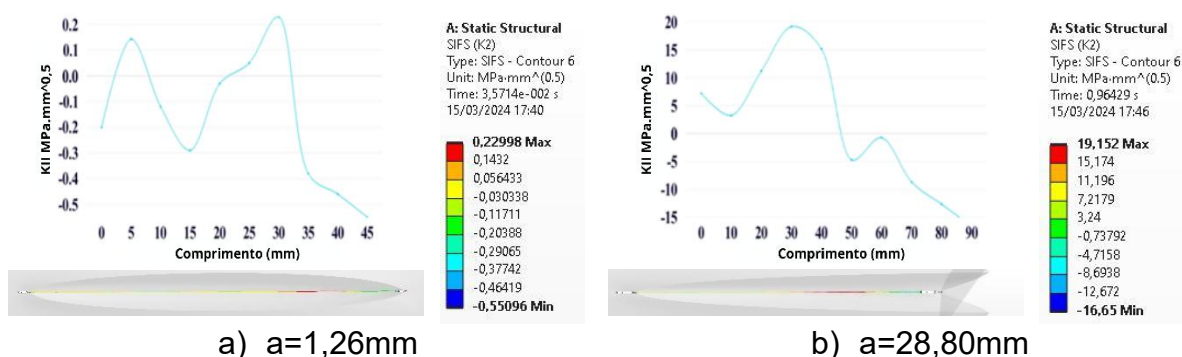 0.2
0.1
0.0
-0.1
-0.2
-0.3
-0.4
-0.5
KII MPa.mm^0,5
0 5 10 15 20 25 30 35 40 45
Comprimento (mm)
A: Static Structural
SIFS (K2)
Type: SIFS - Contour 6
Unit: MPa·mm^(0.5)
Time: 3,5714e-002 s
15/03/2024 17:40
0,22998 Max
0,1432
0,056433
-0,030338
-0,11711
-0,20388
-0,29065
-0,37742
-0,46419
-0,55096 Min
a) a=1,26mm
20
15
10
5
0
-5
-10
-15
KII MPa.mm^0,5
0 10 20 30 40 50 60 70 80 90
Comprimento (mm)
A: Static Structural
SIFS (K2)
Type: SIFS - Contour 6
Unit: MPa·mm^(0.5)
Time: 0,96429 s
15/03/2024 17:46
19,152 Max
15,174
11,196
7,2179
3,24
-0,73792
-4,7158
-8,6938
-12,672
-16,65 Min
b) a=28,80mm